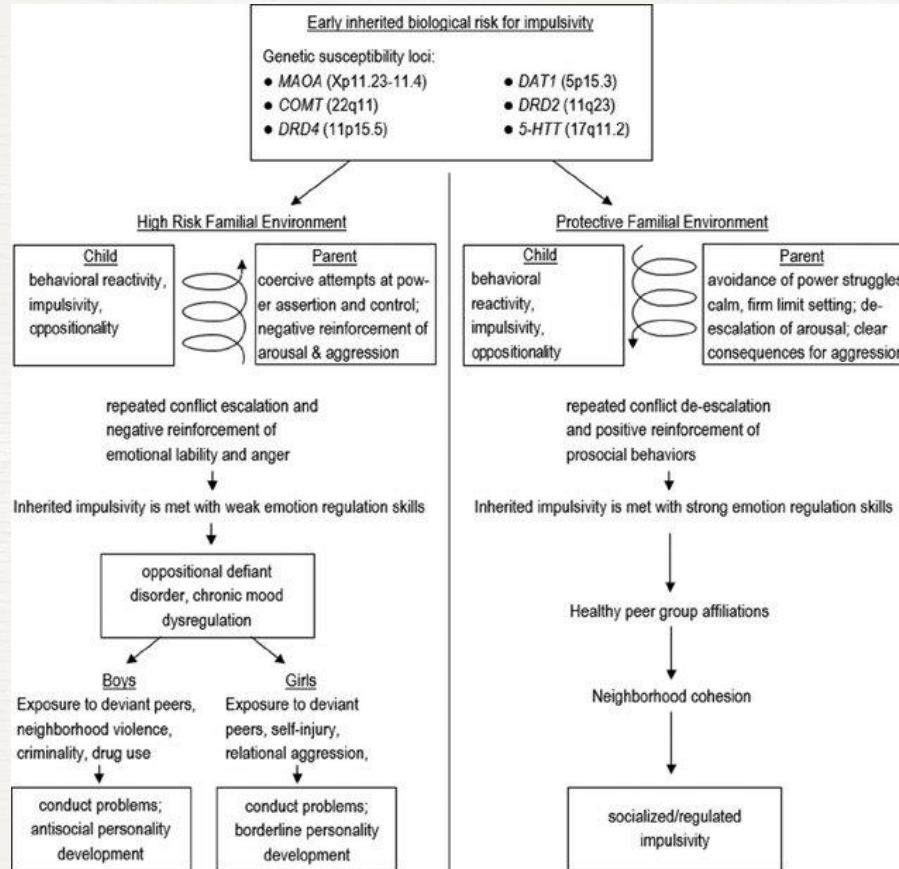 Early inherited biological risk for impulsivity
Genetic susceptibility loci:
● MAOA (Xp11.23-11.4)
● COMT (22q11)
● DRD4 (11p15.5)
● DAT1 (5p15.3)
● DRD2 (11q23)
● 5-HTT (17q11.2)
High Risk Familial Environment
Child
behavioral reactivity,
impulsivity,
oppositionality
Parent
coercive attempts at pow-
er assertion and control;
negative reinforcement of
arousal & aggression
repeated conflict escalation and
negative reinforcement of
emotional lability and anger
Inherited impulsivity is met with weak emotion regulation skills
oppositional defiant
disorder, chronic mood
dysregulation
Boys
Exposure to deviant peers,
neighborhood violence,
criminality, drug use
conduct problems;
antisocial personality
development
Girls
Exposure to deviant
peers, self-injury,
relational aggression,
conduct problems;
borderline personality
development
Protective Familial Environment
Child
behavioral
reactivity,
impulsivity,
oppositionality
Parent
avoidance of power struggles
calm, firm limit setting; de-
escalation of arousal; clear
consequences for aggression
repeated conflict de-escalation
and positive reinforcement of
prosocial behaviors
Inherited impulsivity is met with strong emotion regulation skills
Healthy peer group affiliations
Neighborhood cohesion
socialized/regulated
impulsivity